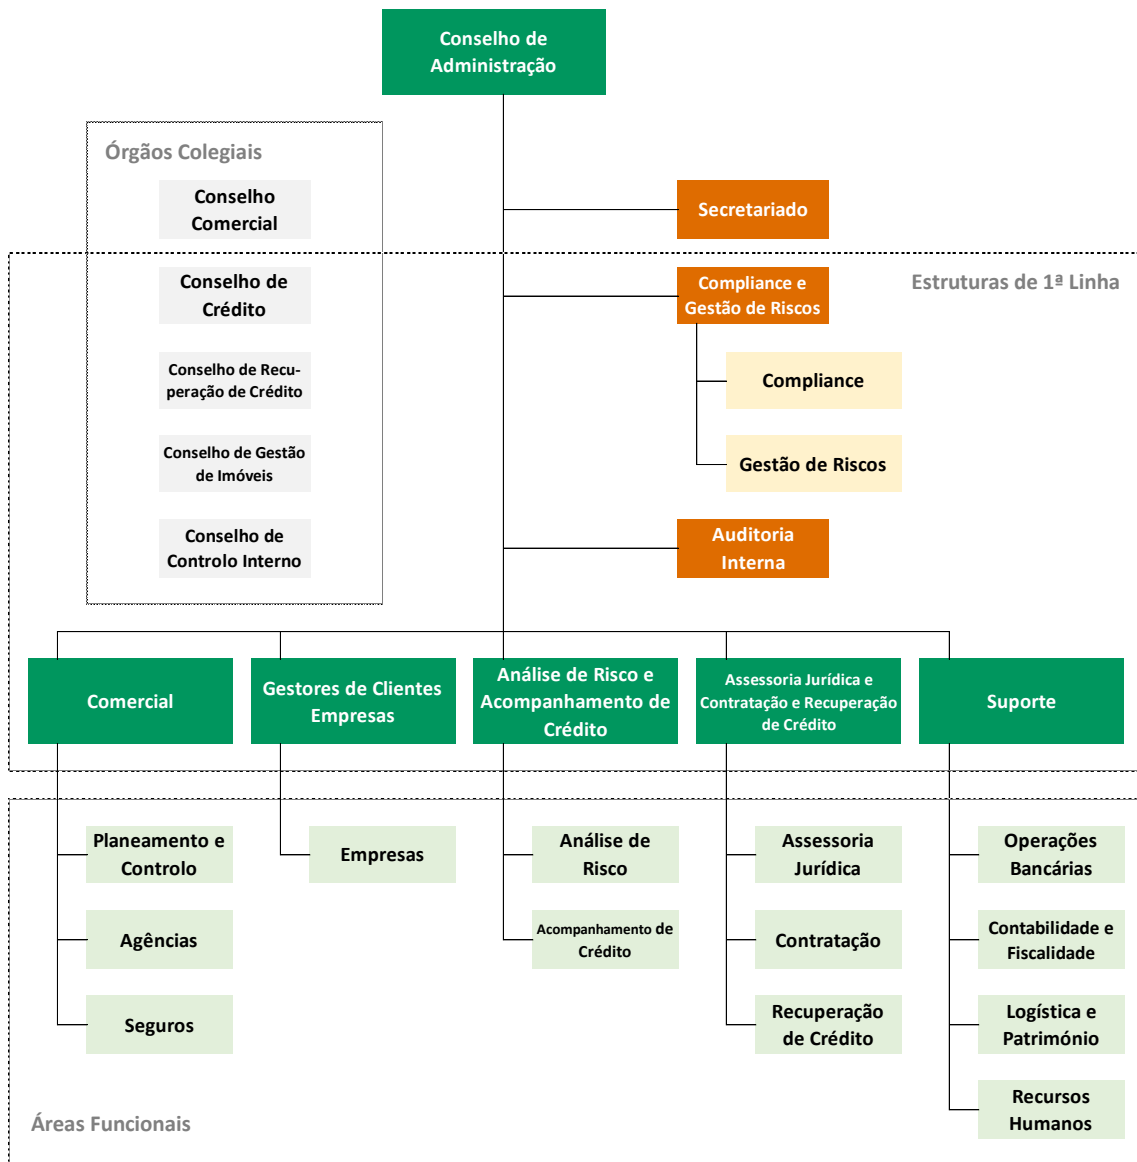 Conselho de
Administração
Órgãos Colegiais
Conselho
Comercial
Secretariado
Estruturas de 1ª Linha
Conselho de
Crédito
Compliance e
Gestão de Riscos
Conselho de Recu-
peração de Crédito
Compliance
Conselho de Gestão
de Imóveis
Gestão de Riscos
Conselho de
Controlo Interno
Auditoria
Interna
Comercial
Gestores de Clientes
Empresas
Análise de Risco e
Acompanhamento de
Crédito
Assessoria Jurídica e
Contratação e Recuperação
de Crédito
Suporte
Planeamento e
Controlo
Empresas
Análise de
Risco
Assessoria
Jurídica
Operações
Bancárias
Agências
Acompanhamento de
Crédito
Contratação
Contabilidade e
Fiscalidade
Seguros
Recuperação
de Crédito
Logística e
Património
Recursos
Humanos
Áreas Funcionais